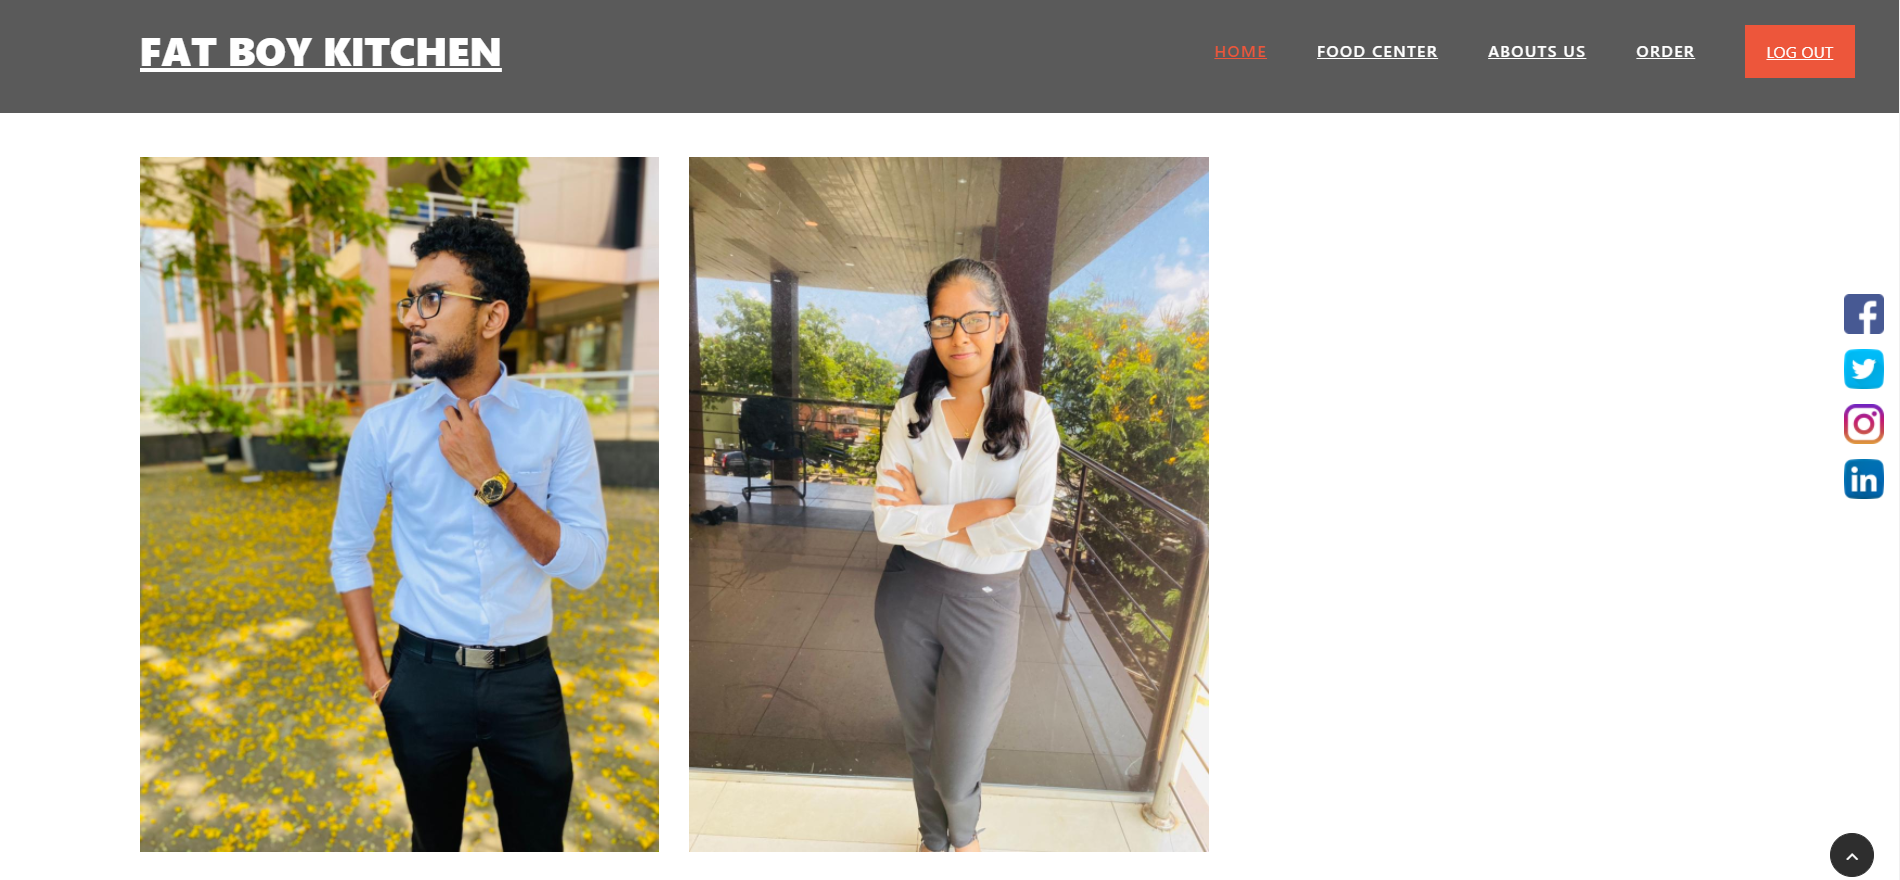 FAT BOY KITCHEN
HOME FOOD CENTER ABOUTS US ORDER LOG OUT